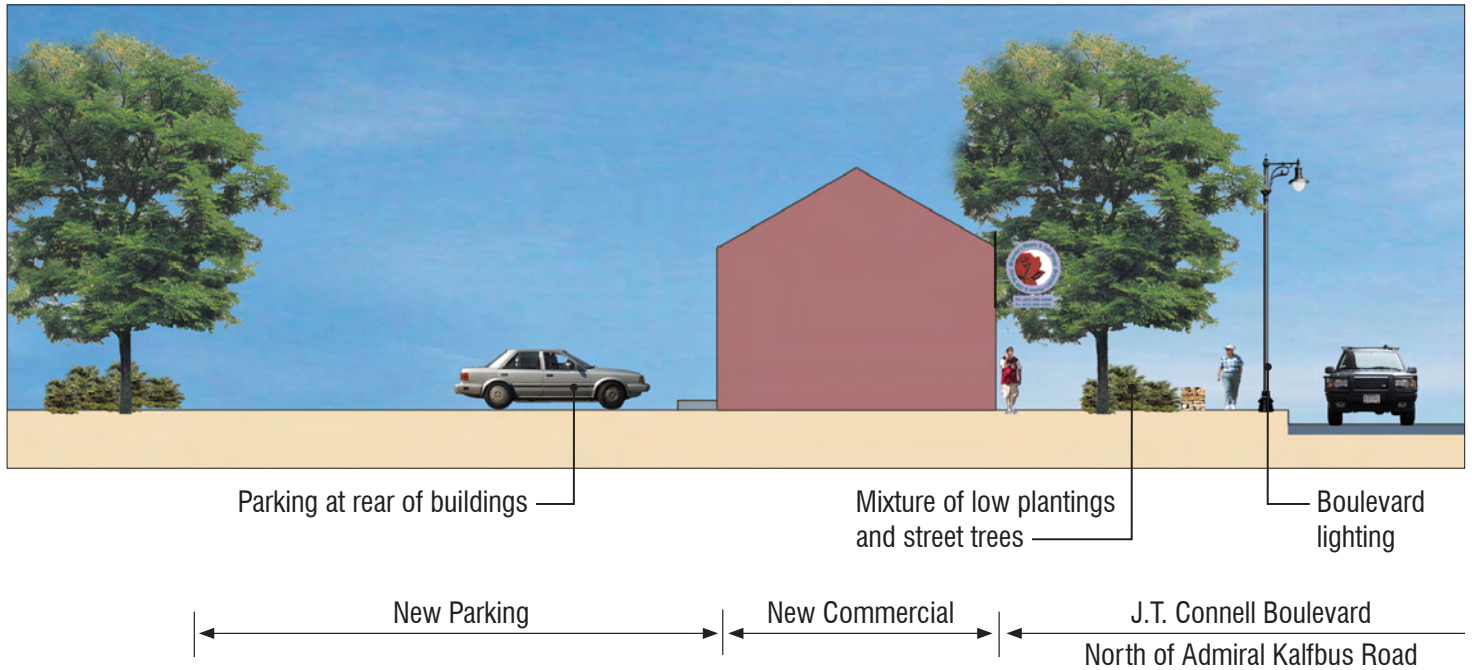 Parking at rear of buildings
Mixture of low plantings
and street trees
Boulevard
lighting
New Parking
New Commercial
J.T. Connell Boulevard
North of Admiral Kalfbus Road